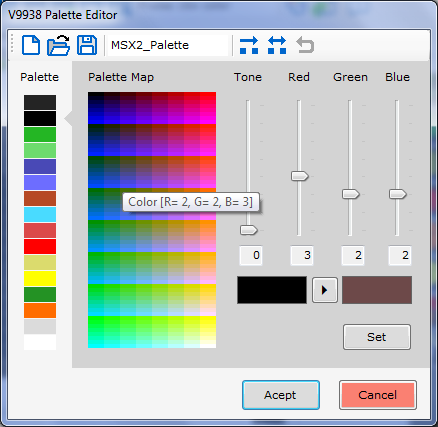 V9938 Palette Editor
MSX2_Palette
Palette
Palette Map
Tone
Red
Green
Blue
Color [R= 2, G= 2, B= 3]
0
3
2
2
Set
Acept
Cancel